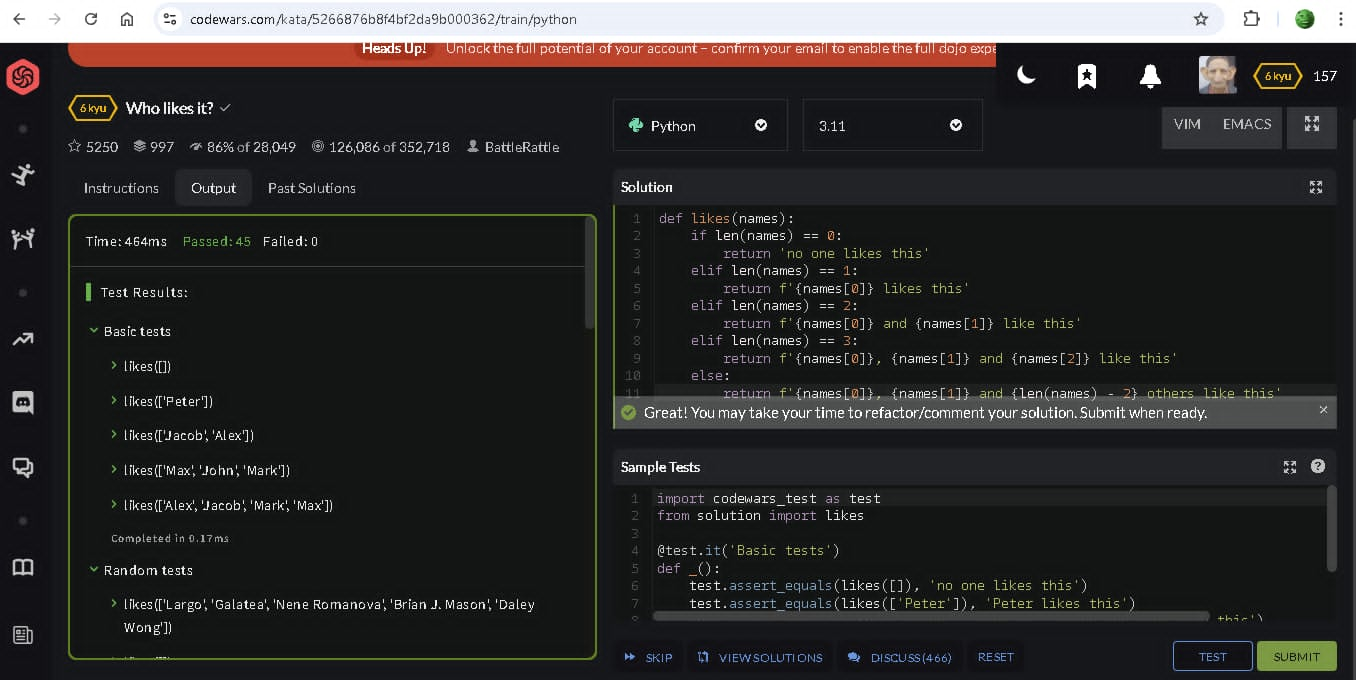 codewars.com/kata/5266876b8f4bf2da9b000362/train/python
Heads Up! Unlock the full potential of your account – confirm your email to enable the full dojo expe
6 kyu 157
6 kyu Who likes it?
5250 997 86% of 28,049 126,086 of 352,718 BattleRattle
Instructions Output Past Solutions
Time: 464ms Passed: 45 Failed: 0
Test Results:
Basic tests
likes([])
likes(['Peter'])
likes(['Jacob', 'Alex'])
likes(['Max', 'John', 'Mark'])
likes(['Alex', 'Jacob', 'Mark', 'Max'])
Completed in 0.17ms
Random tests
likes(['Largo', 'Galatea', 'Nene Romanova', 'Brian J. Mason', 'Daley
Wong'])
Python 3.11 VIM EMACS
Solution
1 def likes(names):
2 if len(names) == 0:
3 return 'no one likes this'
4 elif len(names) == 1:
5 return f'{names[0]} likes this'
6 elif len(names) == 2:
7 return f'{names[0]} and {names[1]} like this'
8 elif len(names) == 3:
9 return f'{names[0]}, {names[1]} and {names[2]} like this'
10 else:
11 return f'{names[0]}, {names[1]} and {len(names) - 2} others like this'
Great! You may take your time to refactor/comment your solution. Submit when ready.
Sample Tests
1 import codewars_test as test
2 from solution import likes
3
4 @test.it('Basic tests')
5 def _():
6 test.assert_equals(likes([]), 'no one likes this')
7 test.assert_equals(likes(['Peter']), 'Peter likes this')
8 this')
SKIP VIEW SOLUTIONS DISCUSS (466) RESET TEST SUBMIT